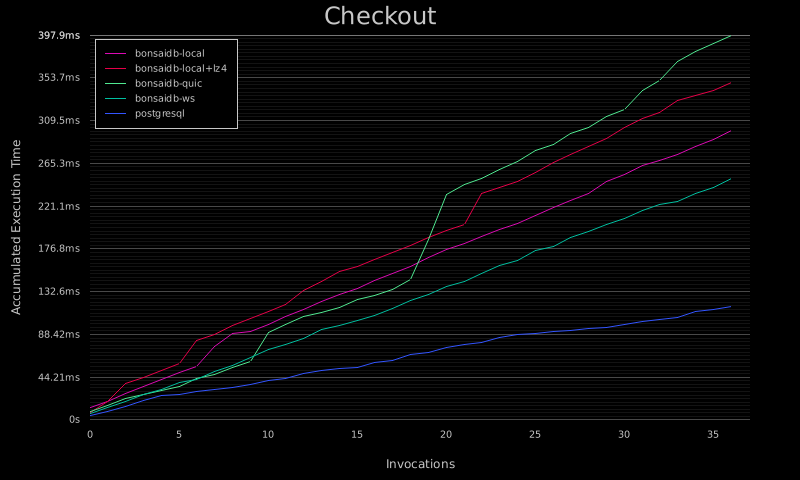 Checkout
397.9ms
353.7ms
309.5ms
265.3ms
221.1ms
176.8ms
132.6ms
88.42ms
44.21ms
0s
bonsaidb-local
bonsaidb-local+lz4
bonsaidb-quic
bonsaidb-ws
postgresql
Accumulated Execution Time
0 5 10 15 20 25 30 35
Invocations